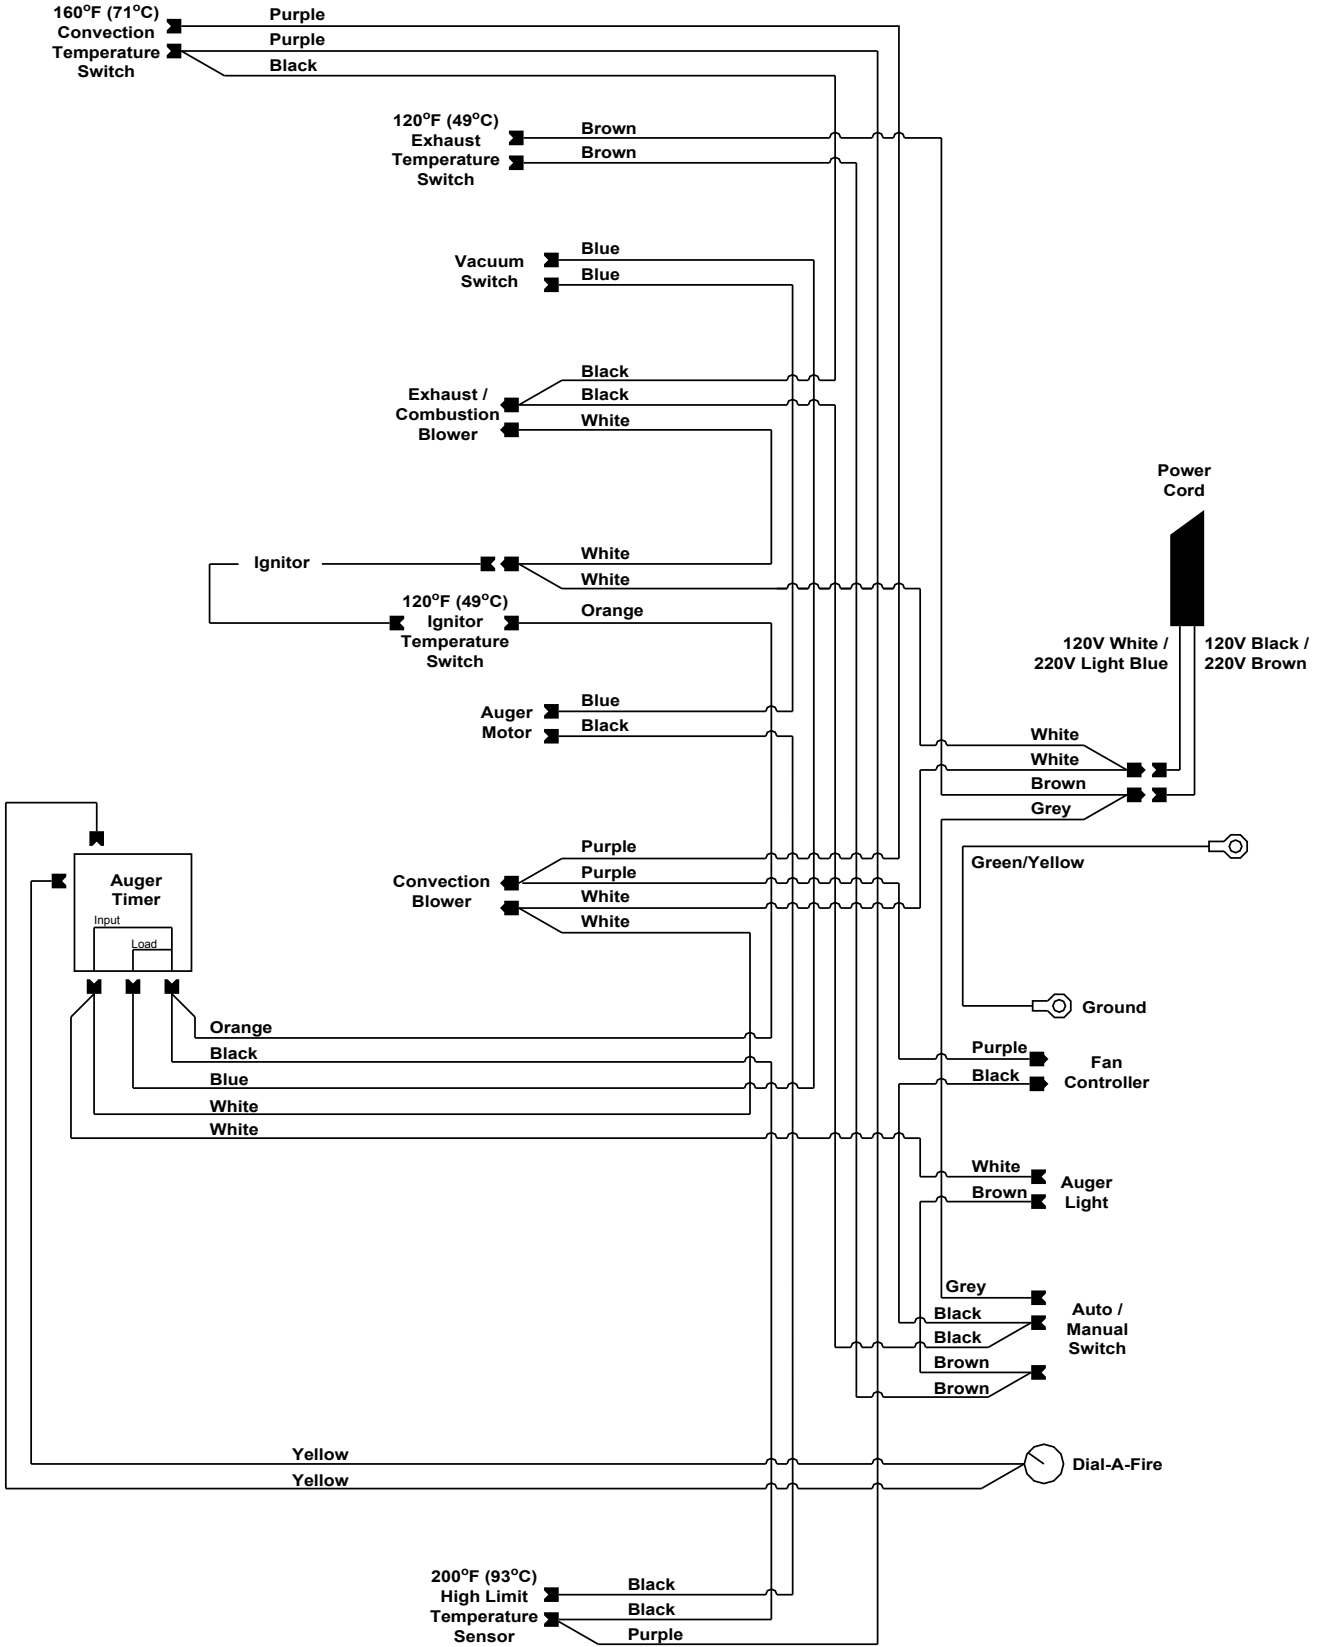 160°F (71°C)
Convection
Temperature
Switch
Purple
Purple
Black
120°F (49°C)
Exhaust
Temperature
Switch
Brown
Brown
Vacuum
Switch
Blue
Blue
Exhaust /
Combustion
Blower
Black
Black
White
Power
Cord
Ignitor
White
White
120°F (49°C)
Ignitor
Temperature
Switch
Orange
120V White /
220V Light Blue
120V Black /
220V Brown
Auger
Motor
Blue
Black
White
White
Brown
Grey
Green/Yellow
Auger
Timer
Input
Load
Convection
Blower
Purple
Purple
White
White
Ground
Orange
Black
Blue
White
White
Purple
Black
Fan
Controller
White
Brown
Auger
Light
Grey
Black
Black
Brown
Brown
Auto /
Manual
Switch
Yellow
Yellow
Dial-A-Fire
200°F (93°C)
High Limit
Temperature
Sensor
Black
Black
Purple